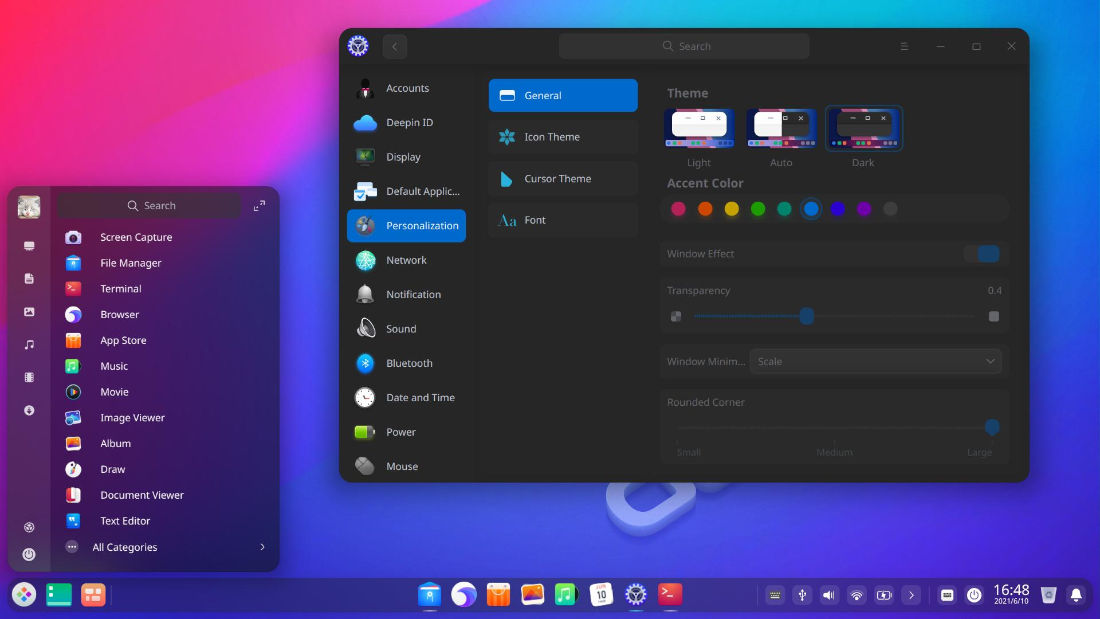 Search
Accounts
Deepin ID
Display
Default Applic...
Personalization
Network
Notification
Sound
Bluetooth
Date and Time
Power
Mouse
General
Icon Theme
Cursor Theme
Aa Font
Theme
Light Auto Dark
Accent Color
Window Effect
Transparency 0.4
Window Minim... Scale
Rounded Corner
Small Medium Large
Search
Screen Capture
File Manager
Terminal
Browser
App Store
Music
Movie
Image Viewer
Album
Draw
Document Viewer
Text Editor
All Categories
10
16:48
2021/6/10